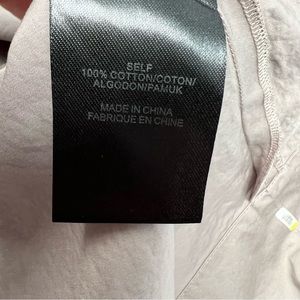 SELF
100% COTTON/COTON/
ALGODON/PAMUK
MADE IN CHINA
FABRIQUE EN CHINE